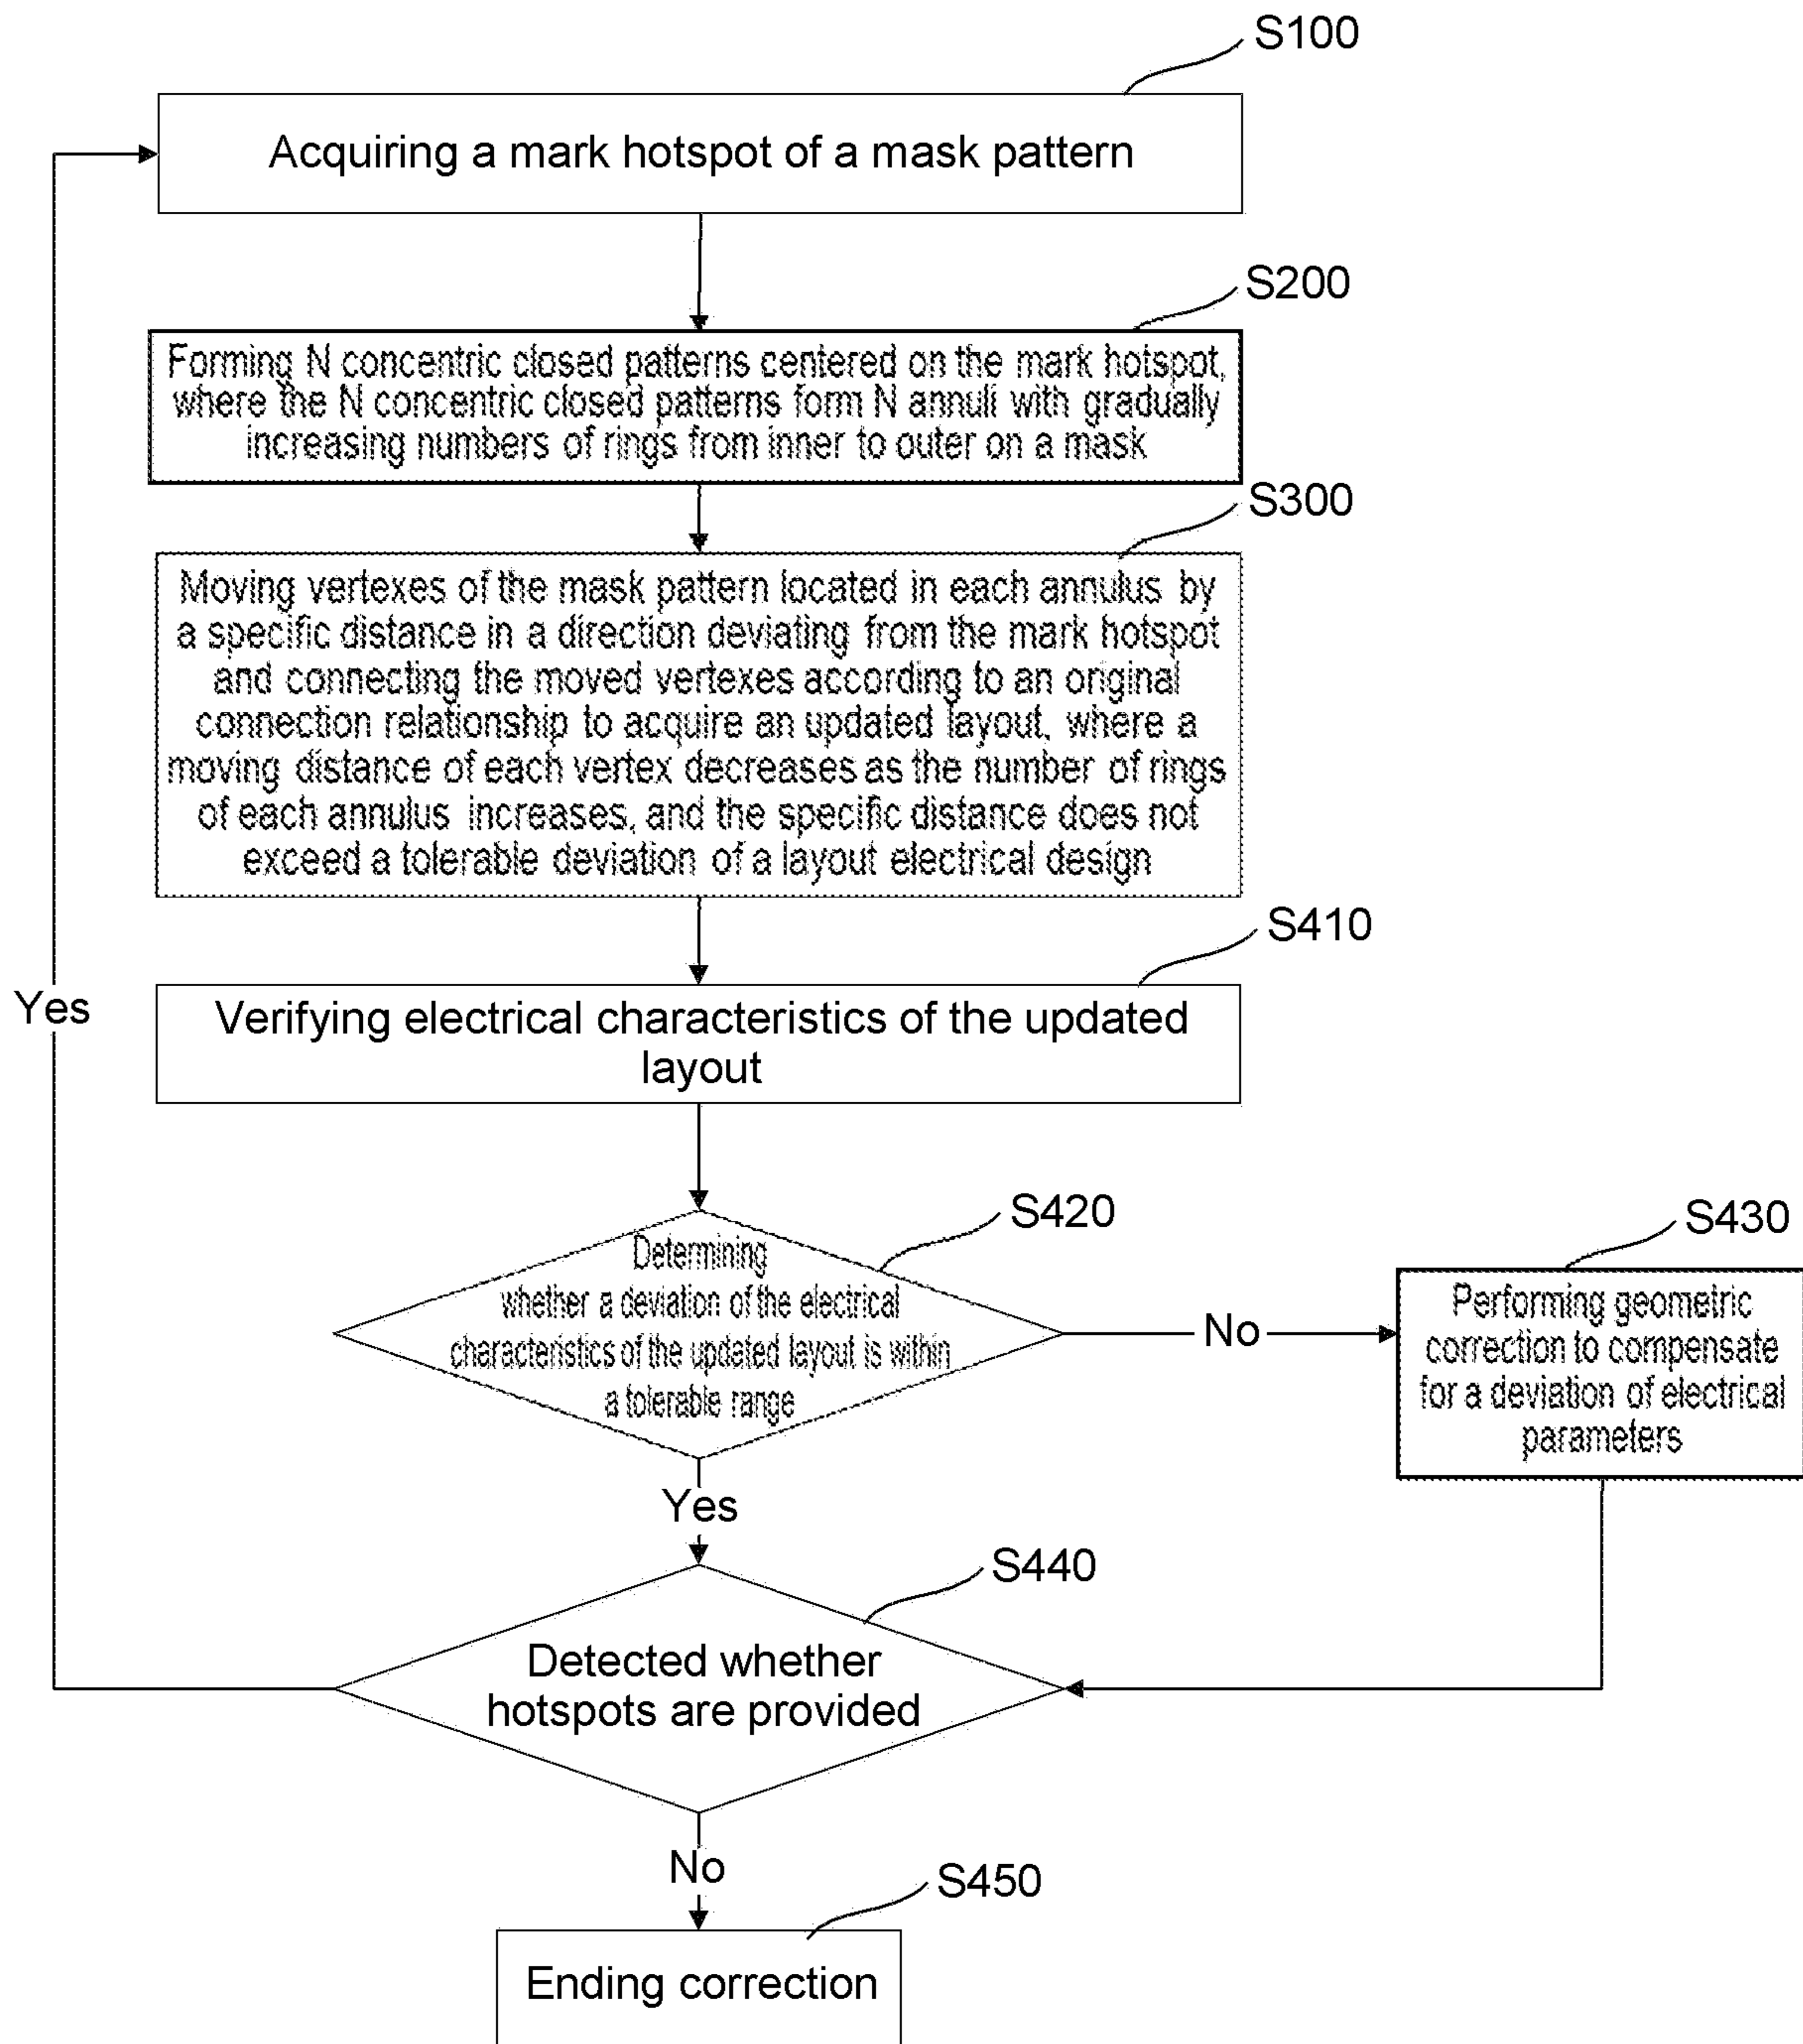 S100
Acquiring a mark hotspot of a mask pattern
S200
Forming N concentric closed patterns centered on the mark hotspot,
where the N concentric closed patterns form N annuli with gradually
increasing numbers of rings from inner to outer on a mask
S300
Moving vertexes of the mask pattern located in each annulus by
a specific distance in a direction deviating from the mark hotspot
and connecting the moved vertexes according to an original
connection relationship to acquire an updated layout, where a
moving distance of each vertex decreases as the number of rings
of each annulus increases, and the specific distance does not
exceed a tolerable deviation of a layout electrical design
S410
Yes
Verifying electrical characteristics of the updated
layout
S420
Determining
whether a deviation of the electrical
characteristics of the updated layout is within
a tolerable range
No
S430
Performing geometric
correction to compensate
for a deviation of electrical
parameters
Yes
S440
Detected whether
hotspots are provided
No
S450
Ending correction